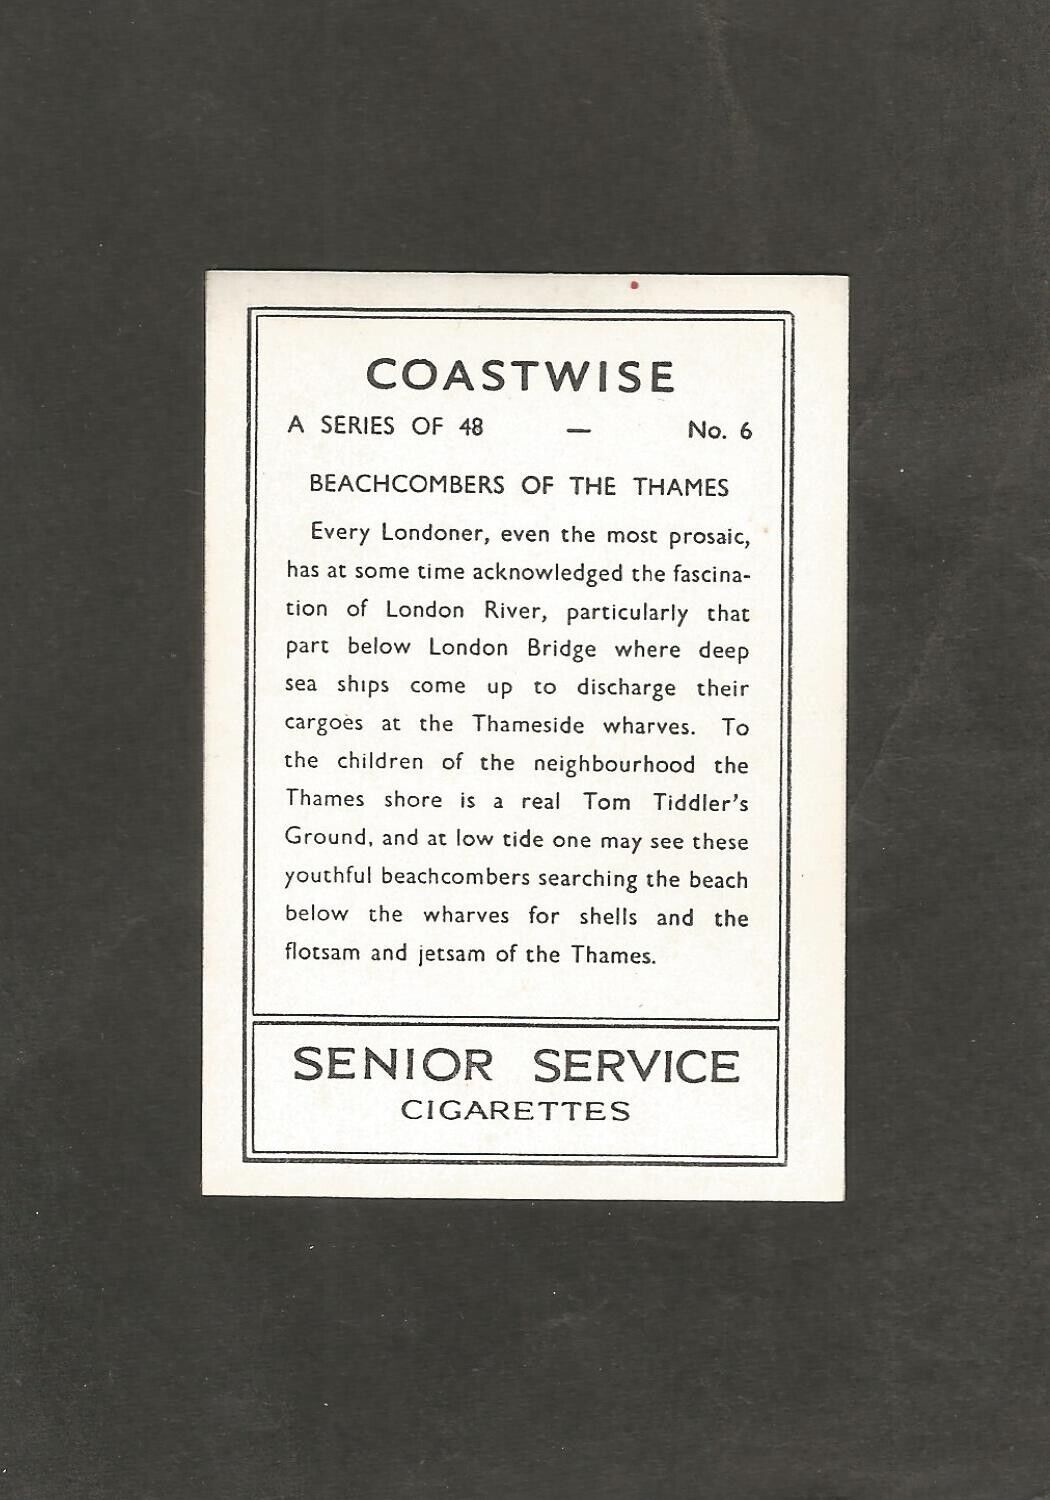 COASTWISE
A SERIES OF 48 — No. 6
BEACHCOMBERS OF THE THAMES
Every Londoner, even the most prosaic,
has at some time acknowledged the fascina-
tion of London River, particularly that
part below London Bridge where deep
sea ships come up to discharge their
cargoes at the Thameside wharves. To
the children of the neighbourhood the
Thames shore is a real Tom Tiddler's
Ground, and at low tide one may see these
youthful beachcombers searching the beach
below the wharves for shells and the
flotsam and jetsam of the Thames.
SENIOR SERVICE
CIGARETTES